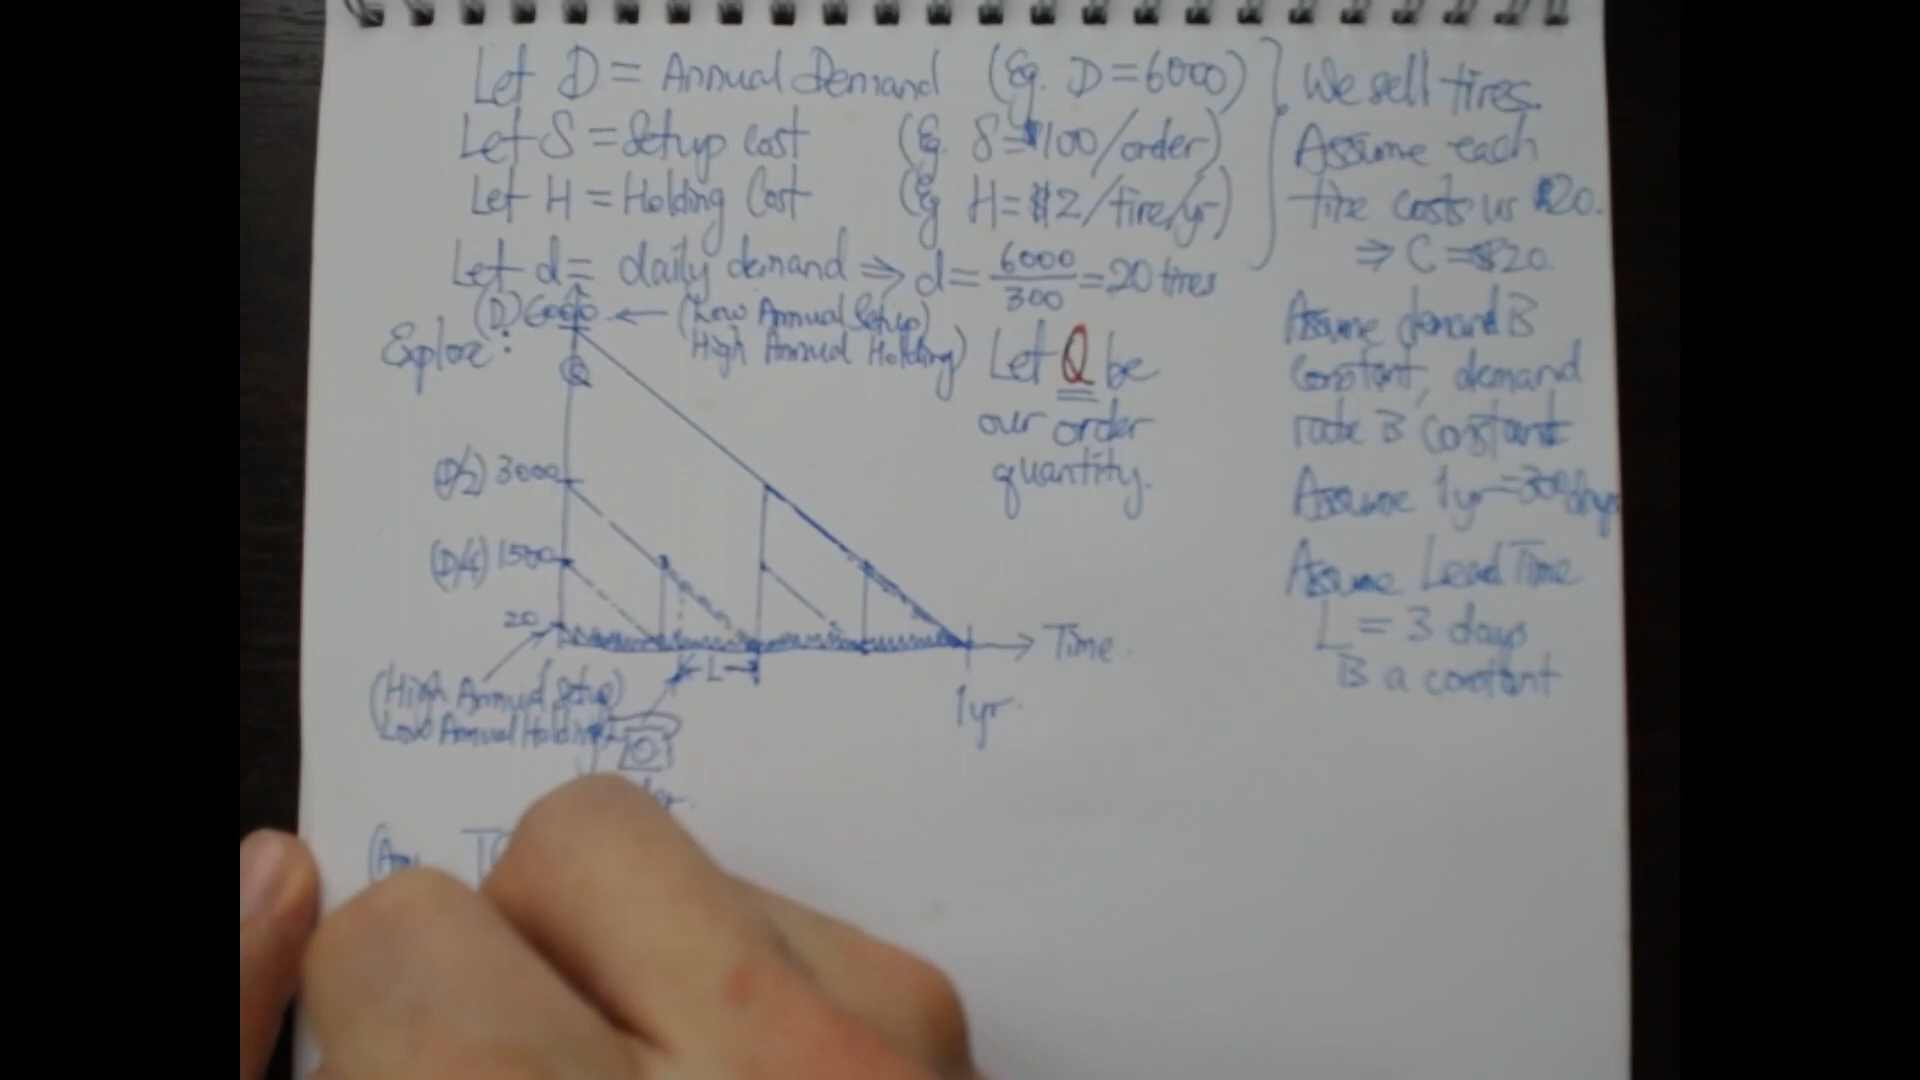 Let D = Annual Demand (Eg. D = 6000)
Let S = Setup Cost (Eg. S = $100/order)
Let H = Holding Cost (Eg H = $2/tire/yr)
Let d = daily demand ⇒ d = 6000/300 = 20 tires
(D) 6000 ← (Low Annual Setup)
High Annual Holding)
Explore:
Q
(D/2) 3000
(D/4) 1500
20
L
Time.
1yr.
(High Annual Setup)
Low Annual Holding)
Let Q be
our order
quantity.
We sell tires.
Assume each
tire costs us $20.
⇒ C = $20.
Assume demand is
constant, demand
rate is constant
Assume 1yr = 300 days
Assume Lead Time
L = 3 days
is a constant